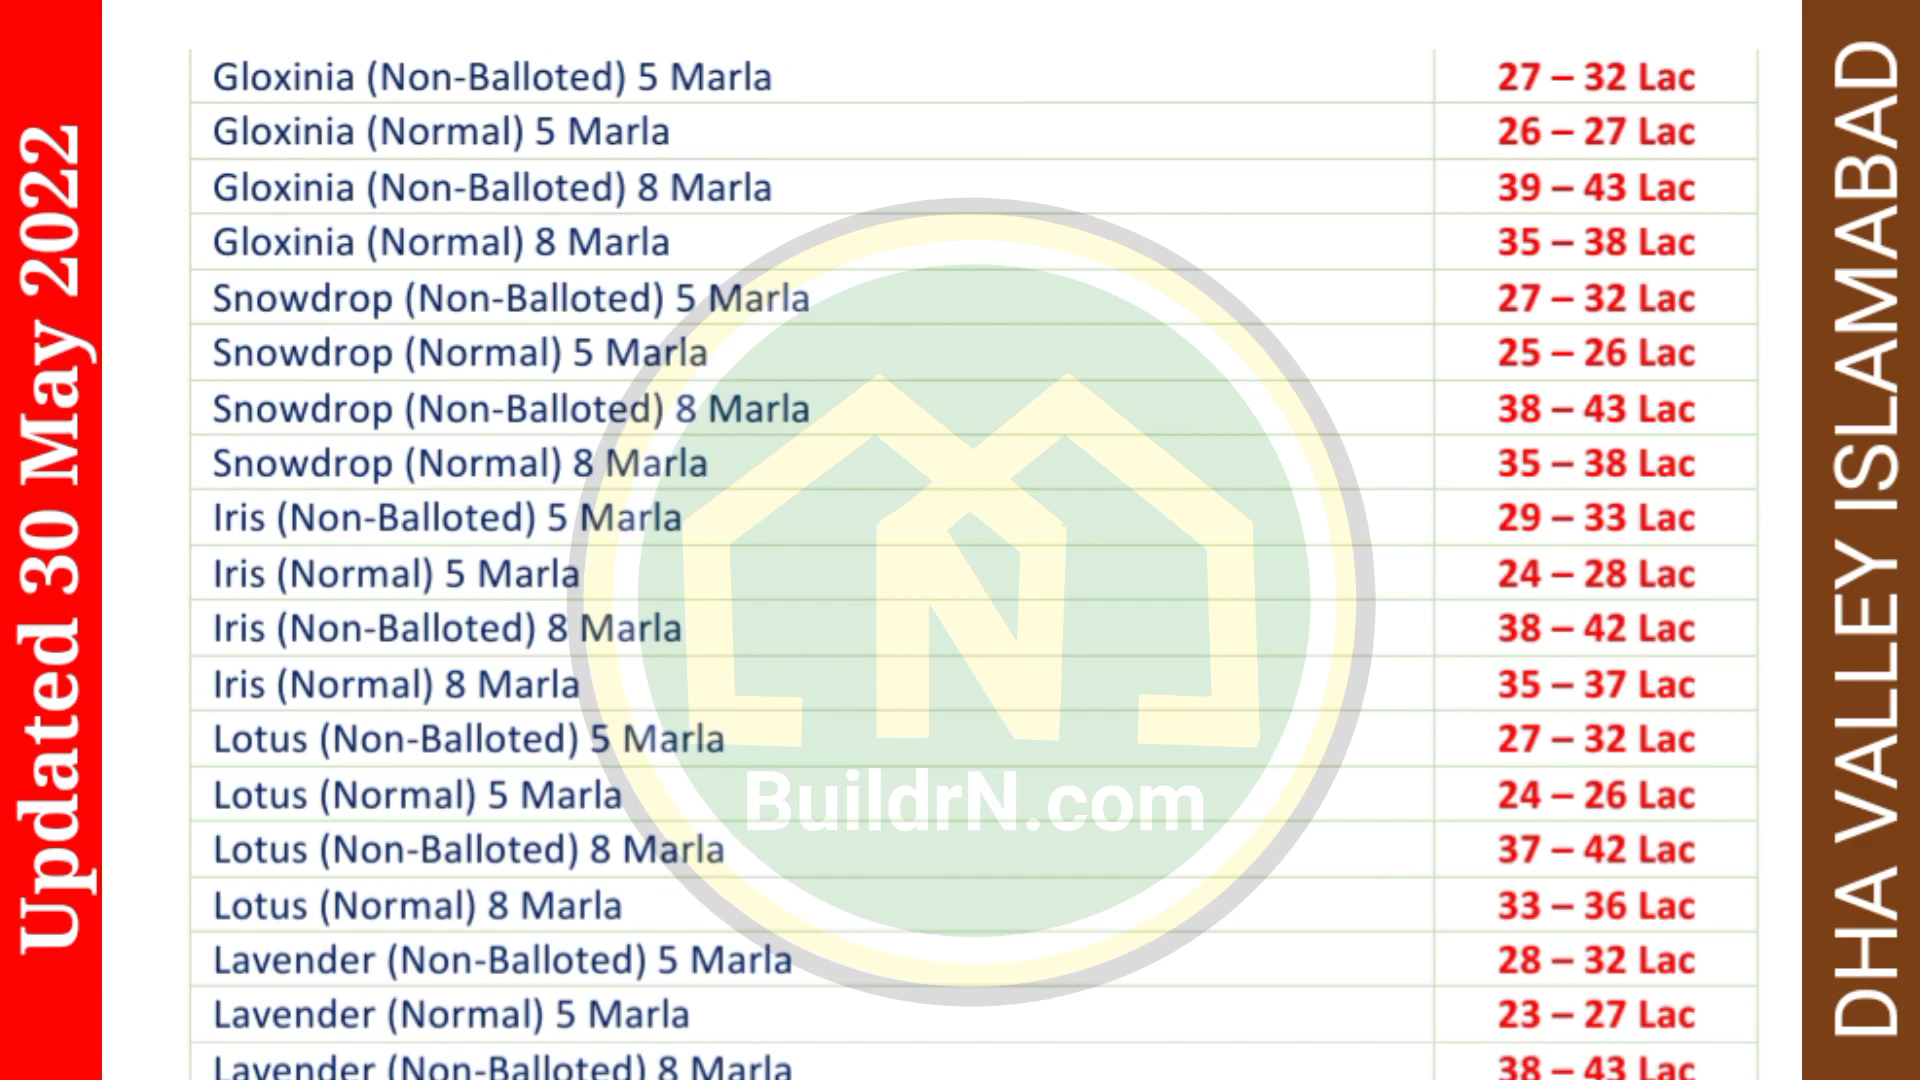 Updated 30 May 2022
Gloxinia (Non-Balloted) 5 Marla 27 – 32 Lac
Gloxinia (Normal) 5 Marla 26 – 27 Lac
Gloxinia (Non-Balloted) 8 Marla 39 – 43 Lac
Gloxinia (Normal) 8 Marla 35 – 38 Lac
Snowdrop (Non-Balloted) 5 Marla 27 – 32 Lac
Snowdrop (Normal) 5 Marla 25 – 26 Lac
Snowdrop (Non-Balloted) 8 Marla 38 – 43 Lac
Snowdrop (Normal) 8 Marla 35 – 38 Lac
Iris (Non-Balloted) 5 Marla 29 – 33 Lac
Iris (Normal) 5 Marla 24 – 28 Lac
Iris (Non-Balloted) 8 Marla 38 – 42 Lac
Iris (Normal) 8 Marla 35 – 37 Lac
Lotus (Non-Balloted) 5 Marla 27 – 32 Lac
Lotus (Normal) 5 Marla 24 – 26 Lac
Lotus (Non-Balloted) 8 Marla 37 – 42 Lac
Lotus (Normal) 8 Marla 33 – 36 Lac
Lavender (Non-Balloted) 5 Marla 28 – 32 Lac
Lavender (Normal) 5 Marla 23 – 27 Lac
Lavender (Non-Balloted) 8 Marla 38 – 43 Lac
N
BuildrN.com
DHA VALLEY ISLAMABAD